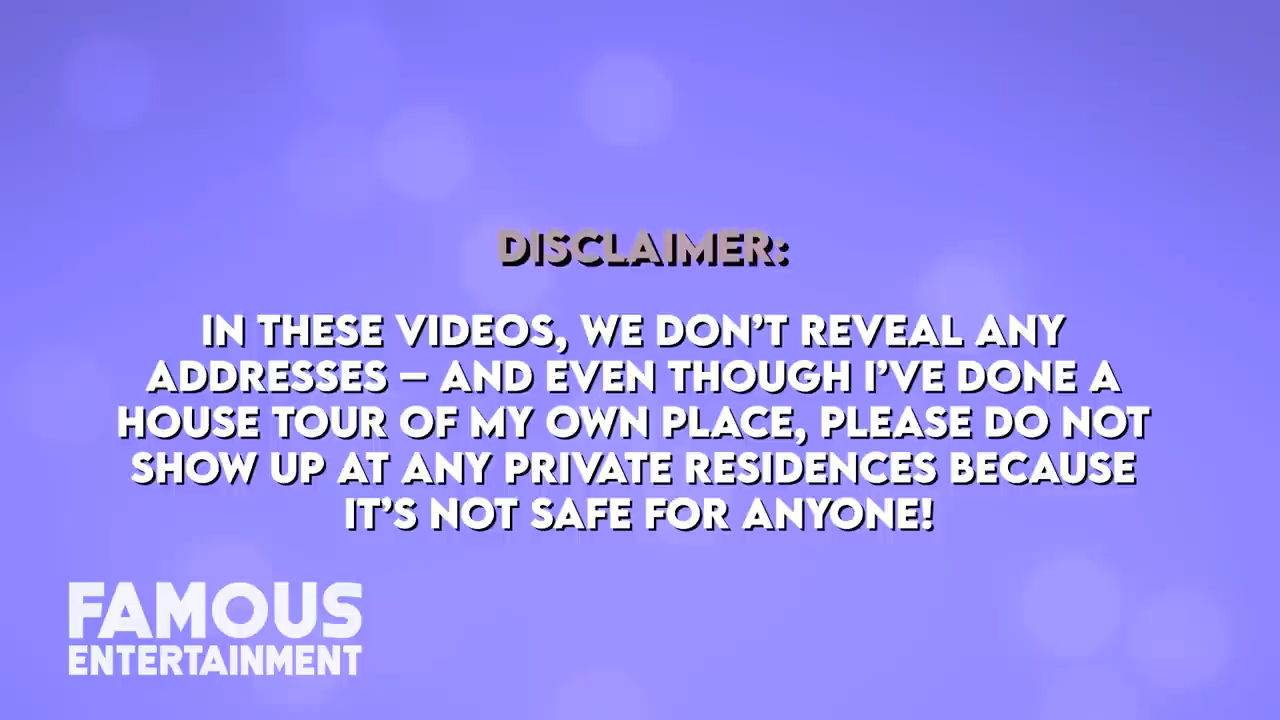 DISCLAIMER:
IN THESE VIDEOS, WE DON'T REVEAL ANY
ADDRESSES – AND EVEN THOUGH I'VE DONE A
HOUSE TOUR OF MY OWN PLACE, PLEASE DO NOT
SHOW UP AT ANY PRIVATE RESIDENCES BECAUSE
IT'S NOT SAFE FOR ANYONE!
FAMOUS
ENTERTAINMENT